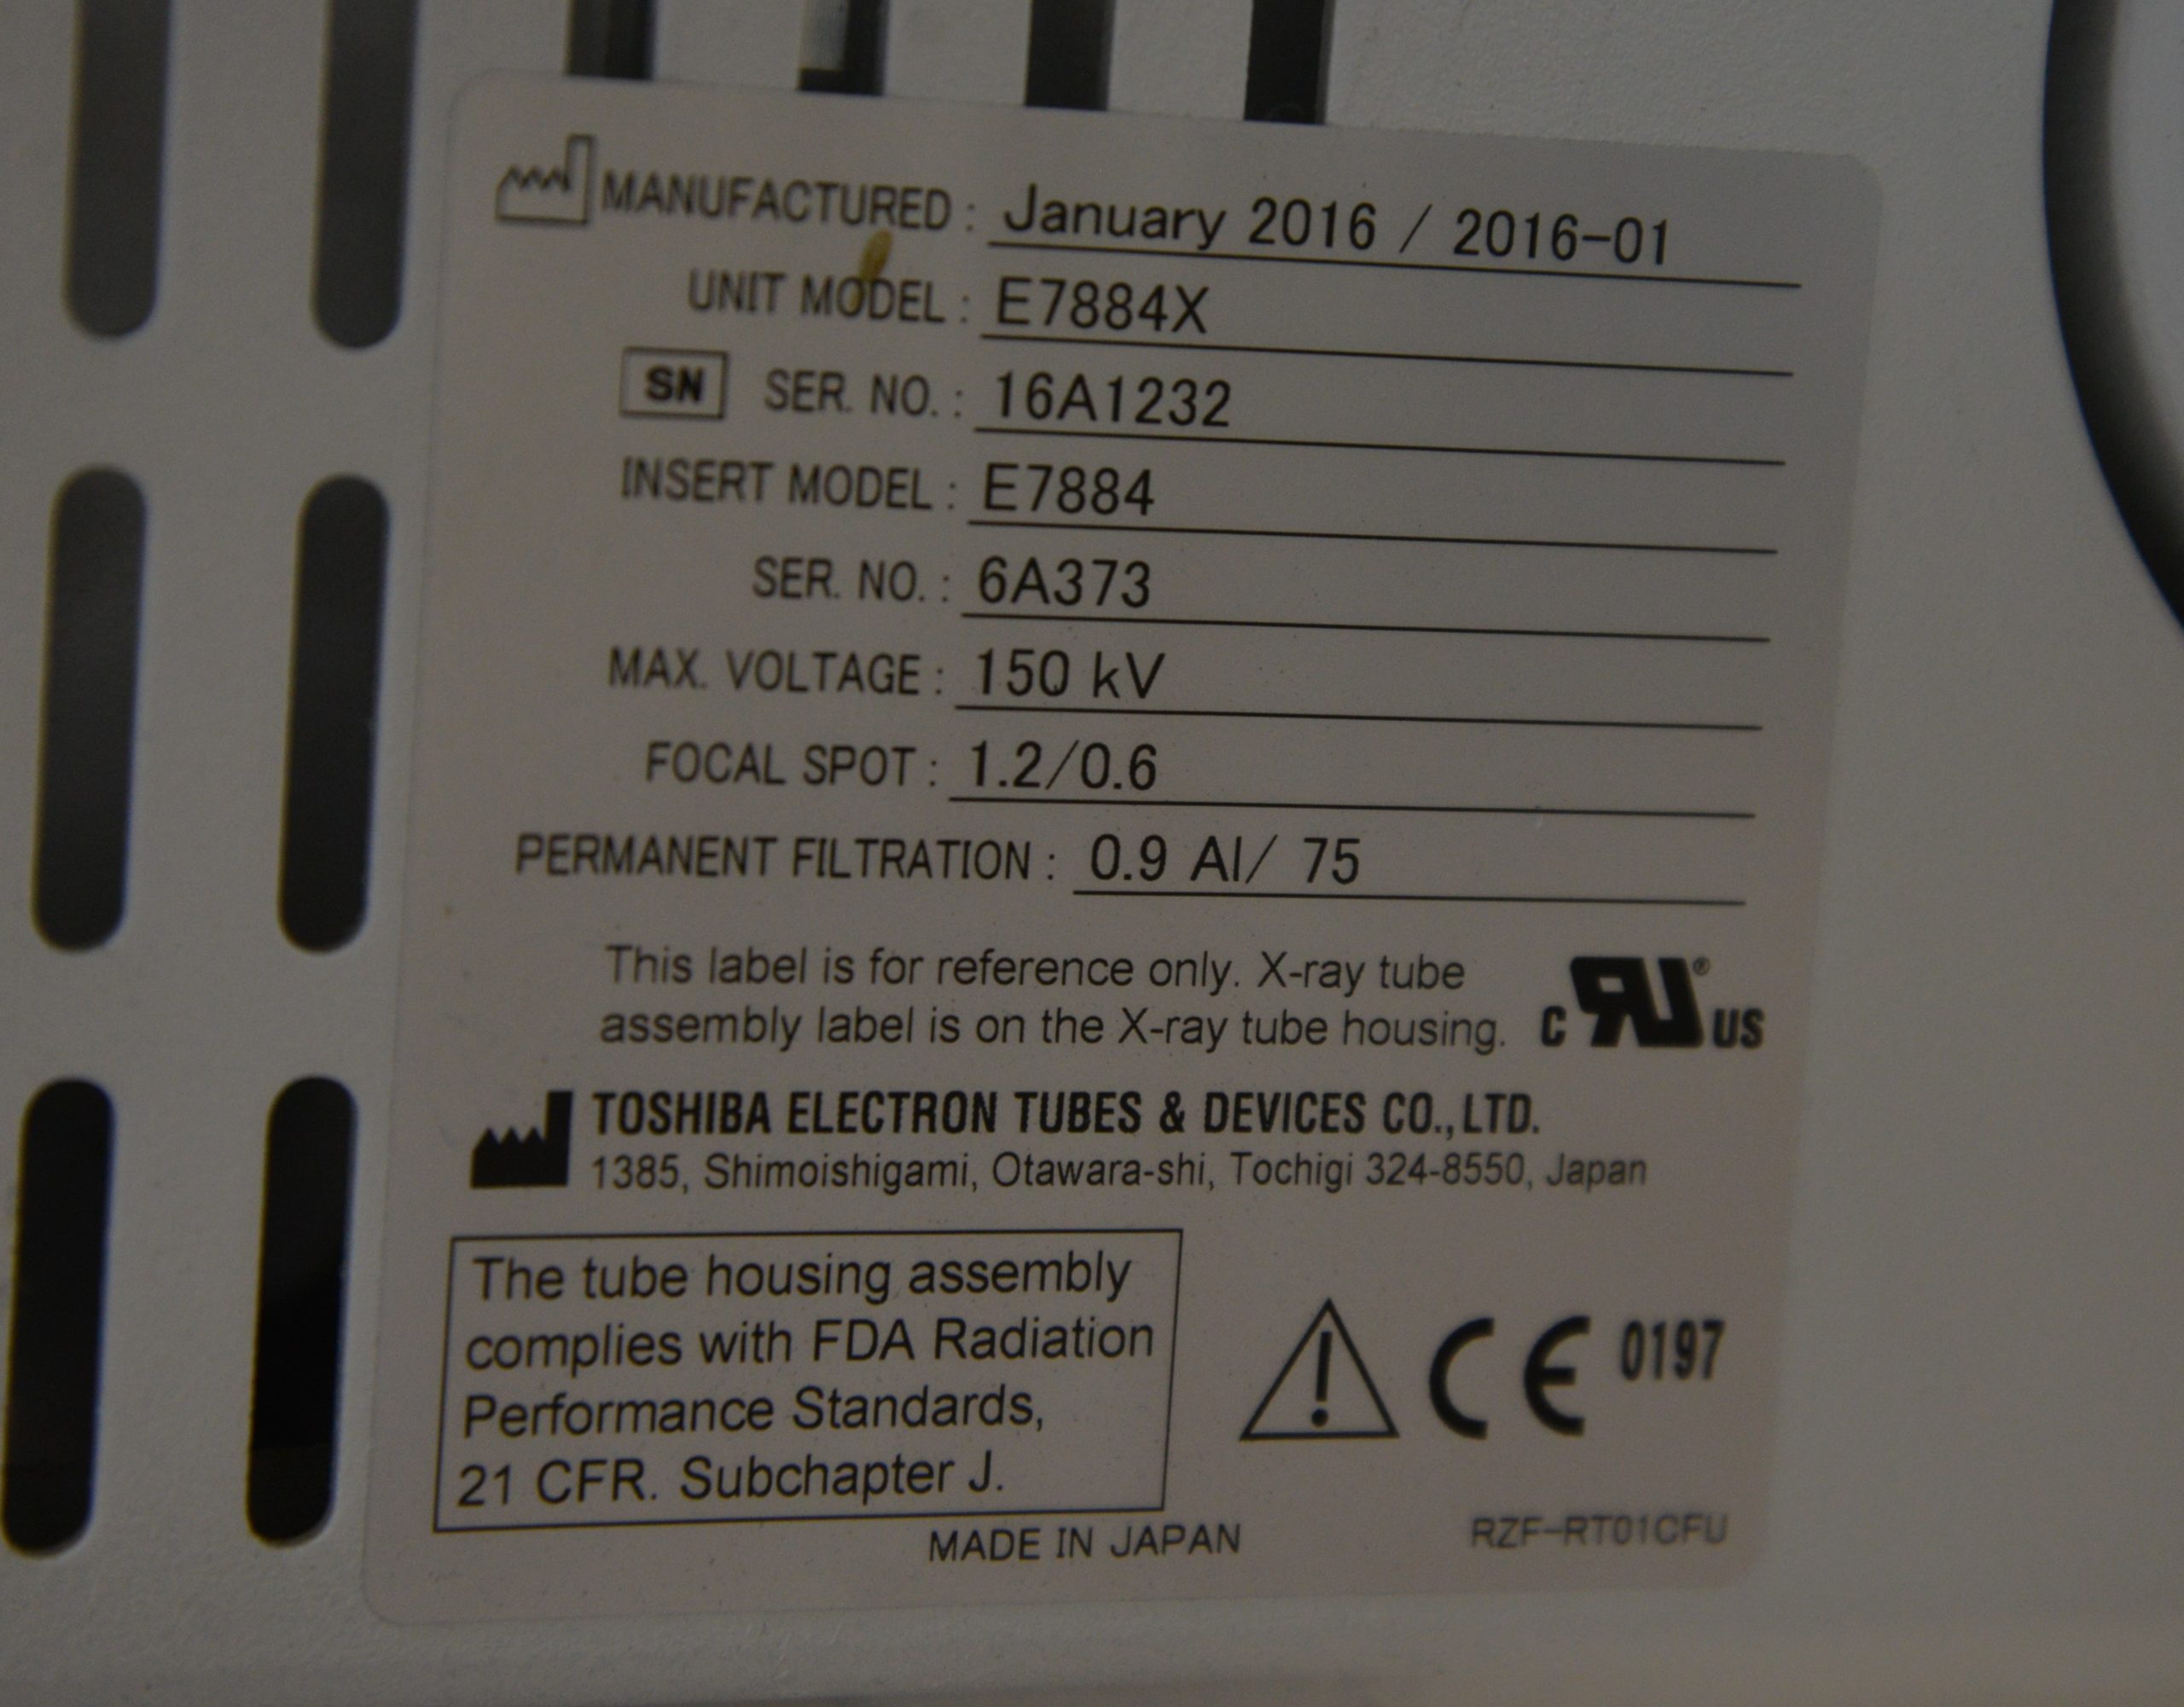 MANUFACTURED : January 2016 / 2016-01
UNIT MODEL : E7884X
SN SER. NO. : 16A1232
INSERT MODEL : E7884
SER. NO. : 6A373
MAX. VOLTAGE : 150 kV
FOCAL SPOT : 1.2/0.6
PERMANENT FILTRATION : 0.9 Al/ 75
This label is for reference only. X-ray tube
assembly label is on the X-ray tube housing.
c RU ® US
TOSHIBA ELECTRON TUBES & DEVICES CO., LTD.
1385, Shimoishigami, Otawara-shi, Tochigi 324-8550, Japan
The tube housing assembly
complies with FDA Radiation
Performance Standards,
21 CFR. Subchapter J.
! CE 0197
MADE IN JAPAN
RZF-RT01CFU